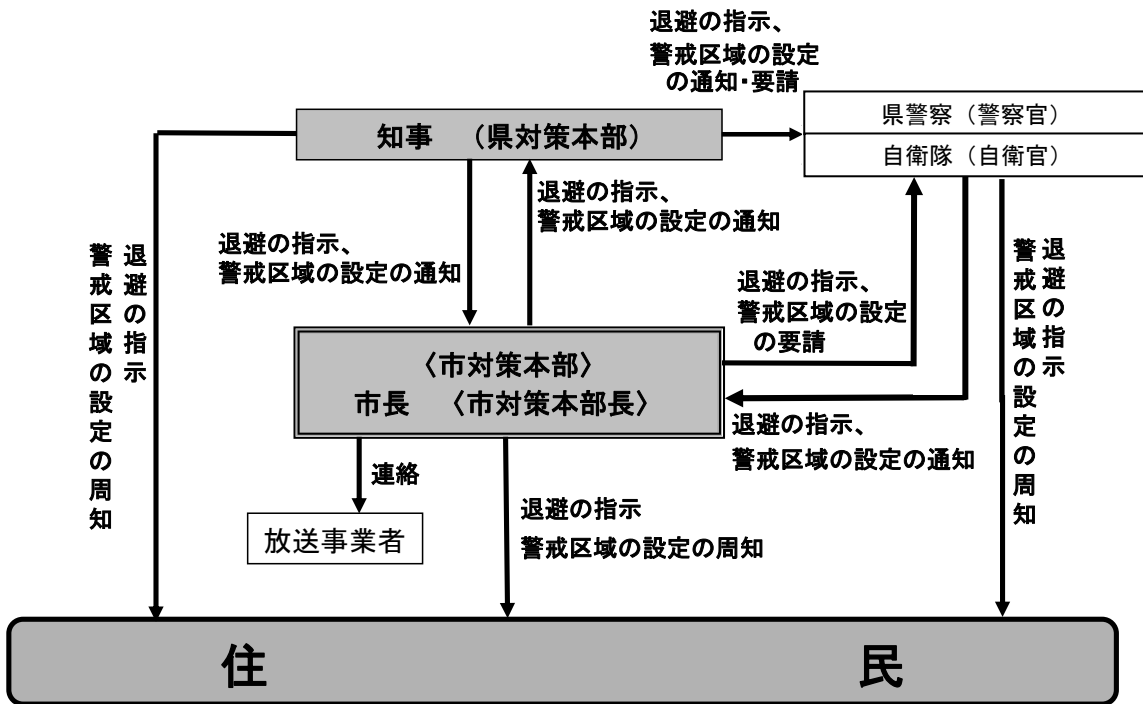 退避の指示、
警戒区域の設定
の通知・要請
知事　（県対策本部）
県警察（警察官）
自衛隊（自衛官）
退避の指示、
警戒区域の設定の通知
退避の指示、
警戒区域の設定の通知
退避の指示
警戒区域の設定の周知
退避の指示、
警戒区域の設定
の要請
退避の指示
警戒区域の設定の周知
〈市対策本部〉
市長　〈市対策本部長〉
退避の指示、
警戒区域の設定の通知
連絡
放送事業者
退避の指示
警戒区域の設定の周知
住　民